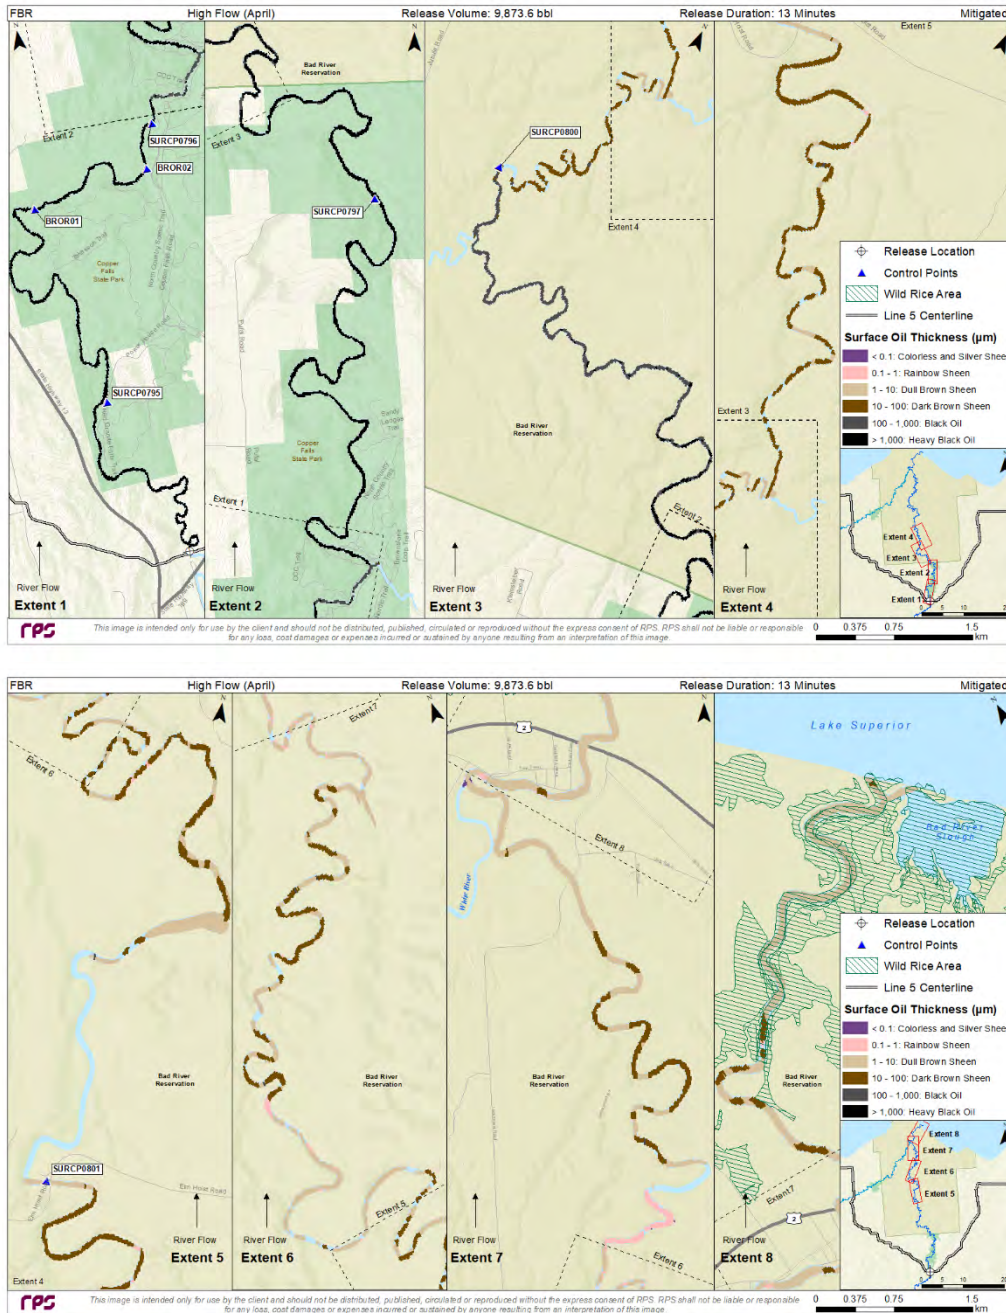 FBR High Flow (April) Release Volume: 9,873.6 bbl Release Duration: 13 Minutes Mitigated
Extent 2
SURCP0796
BROR02
BROR01
Copper
Falls
State Park
SURCP0795
River Flow
Extent 1
Bad River
Reservation
Extent 3
SURCP0797
Copper
Falls
State Park
Extent 1
River Flow
Extent 2
SURCP0800
Extent 4
Bad River
Reservation
Extent 2
River Flow
Extent 3
Extent 5
Extent 3
River Flow
Extent 4
Release Location
Control Points
Wild Rice Area
Line 5 Centerline
Surface Oil Thickness (µm)
< 0.1: Colorless and Silver Shee
0.1 - 1: Rainbow Sheen
1 - 10: Dull Brown Sheen
10 - 100: Dark Brown Sheen
100 - 1,000: Black Oil
> 1,000: Heavy Black Oil
Extent 4
Extent 3
Extent 2
Extent 1
rps
This image is intended only for use by the client and should not be distributed, published, circulated or reproduced without the express consent of RPS. RPS shall not be liable or responsible
for any loss, cost damages or expenses incurred or sustained by anyone resulting from an interpretation of this image.
0 0.375 0.75 1.5
km
FBR High Flow (April) Release Volume: 9,873.6 bbl Release Duration: 13 Minutes Mitigated
Extent 6
Bad River
Reservation
SURCP0801
Elm Hoist Road
River Flow
Extent 5
Extent 4
Extent 7
Bad River
Reservation
Extent 5
River Flow
Extent 6
2
Extent 8
White River
Bad River
Reservation
River Flow
Extent 7
Extent 6
Lake Superior
Bad River
Slough
Bad River
Reservation
Extent 7
2
River Flow
Extent 8
Release Location
Control Points
Wild Rice Area
Line 5 Centerline
Surface Oil Thickness (µm)
< 0.1: Colorless and Silver Shee
0.1 - 1: Rainbow Sheen
1 - 10: Dull Brown Sheen
10 - 100: Dark Brown Sheen
100 - 1,000: Black Oil
> 1,000: Heavy Black Oil
Extent 8
Extent 7
Extent 6
Extent 5
rps
This image is intended only for use by the client and should not be distributed, published, circulated or reproduced without the express consent of RPS. RPS shall not be liable or responsible
for any loss, cost damages or expenses incurred or sustained by anyone resulting from an interpretation of this image.
0 0.375 0.75 1.5
km